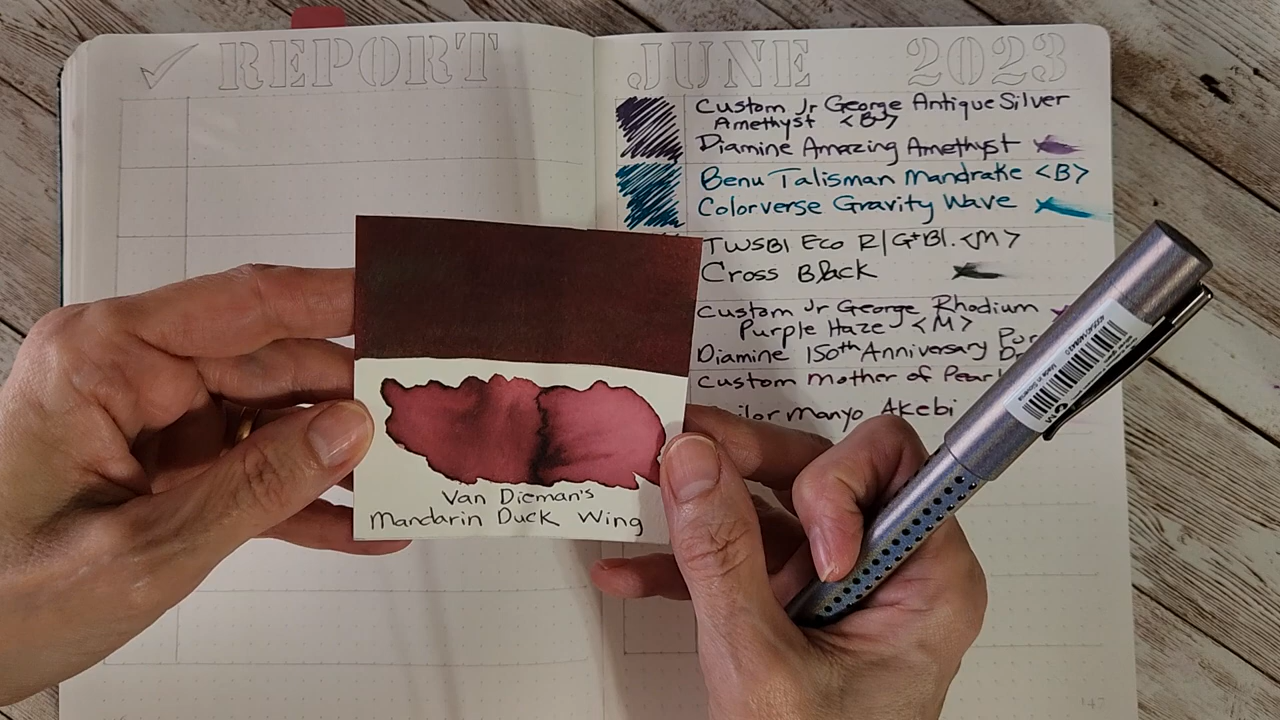 REPORT
JUNE 2023
Custom Jr George Antique Silver
Amethyst <B>
Diamine Amazing Amethyst
Benu Talisman Mandrake <B>
Colorverse Gravity Wave
TWSBI Eco R|G+Bl. <M>
Cross Black
Custom Jr George Rhodium
Purple Haze <M>
Diamine 150th Anniversary
Custom Mother of Pearl
Manyo Akebi
Van Dieman's
Mandarin Duck Wing
M
147